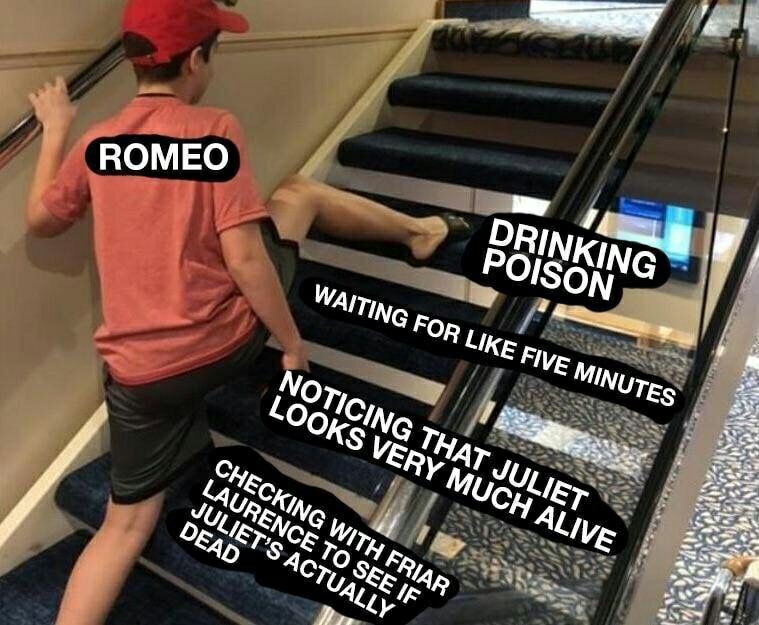 ROMEO
DRINKING
POISON
WAITING FOR LIKE FIVE MINUTES
NOTICING THAT JULIET
LOOKS VERY MUCH ALIVE
CHECKING WITH FRIAR
LAURENCE TO SEE IF
JULIET'S ACTUALLY
DEAD